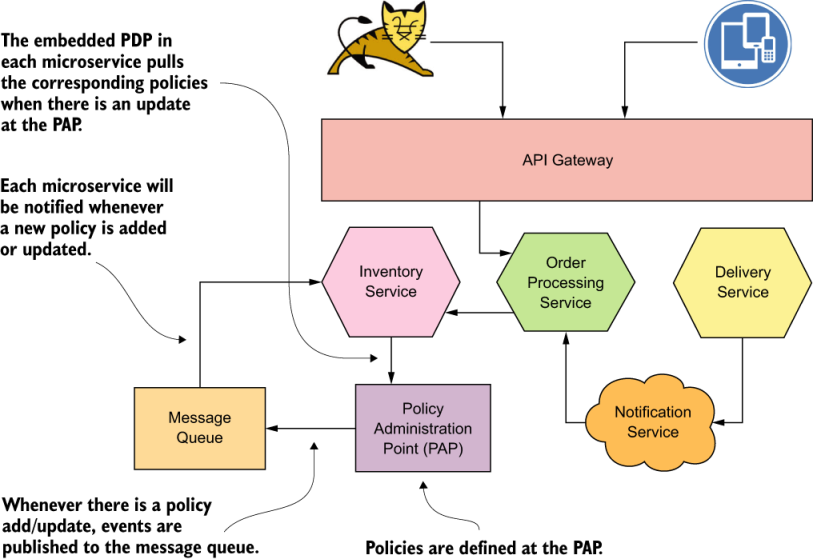 The embedded PDP in
each microservice pulls
the corresponding policies
when there is an update
at the PAP.
API Gateway
Each microservice will
be notified whenever
a new policy is added
or updated.
Inventory
Service
Order
Processing
Service
Delivery
Service
Message
Queue
Policy
Administration
Point (PAP)
Notification
Service
Whenever there is a policy
add/update, events are
published to the message queue.
Policies are defined at the PAP.